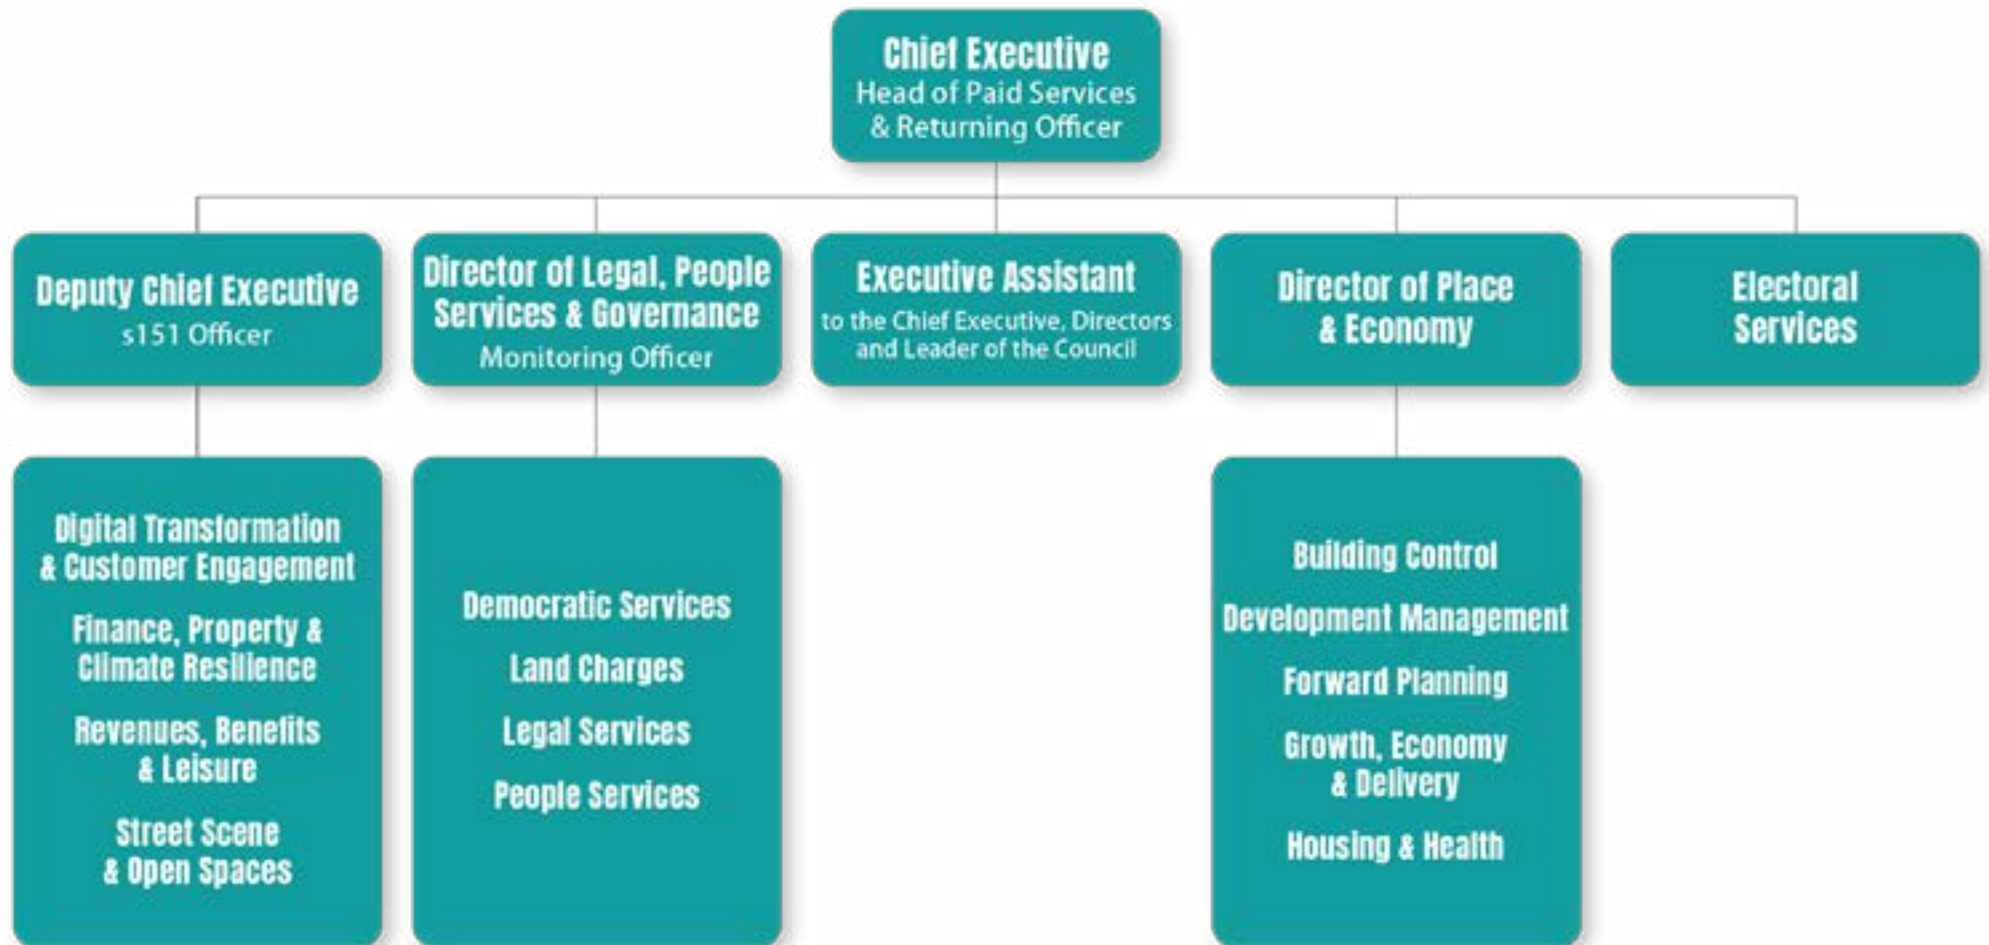 Chief Executive
Head of Paid Services
& Returning Officer
Deputy Chief Executive
s151 Officer
Director of Legal, People
Services & Governance
Monitoring Officer
Executive Assistant
to the Chief Executive, Directors
and Leader of the Council
Director of Place
& Economy
Electoral
Services
Digital Transformation
& Customer Engagement
Finance, Property &
Climate Resilience
Revenues, Benefits
& Leisure
Street Scene
& Open Spaces
Democratic Services
Land Charges
Legal Services
People Services
Building Control
Development Management
Forward Planning
Growth, Economy
& Delivery
Housing & Health